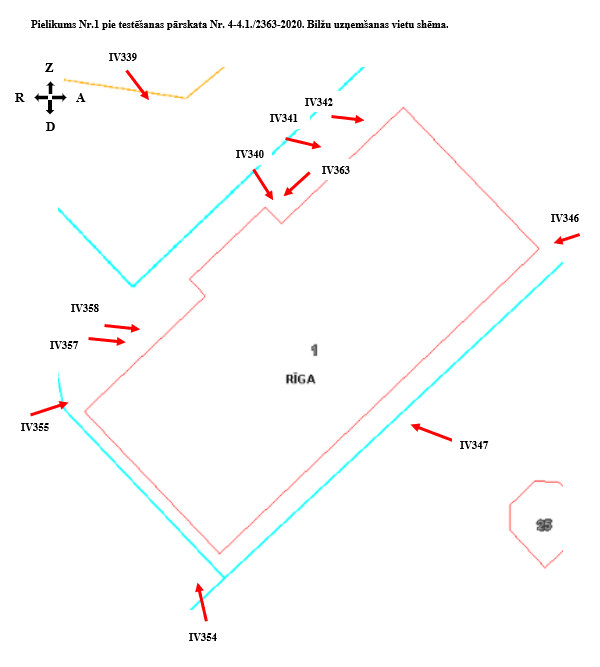 Pielikums Nr.1 pie testēšanas pārskata Nr. 4-4.1./2363-2020. Bilžu uzņemšanas vietu shēma.
IV339
Z
R A
D
IV342
IV341
IV340
IV363
IV346
IV358
IV357
1
RĪGA
IV355
IV347
25
IV354